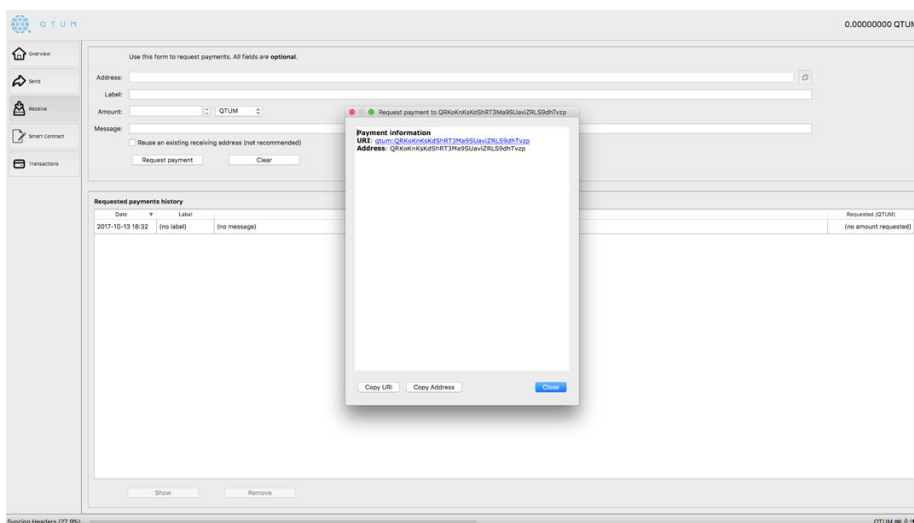 QTUM
0.00000000 QTUM
Overview
Send
Receive
Smart Contract
Transactions
Use this form to request payments. All fields are optional.
Address:
Label:
Amount:
QTUM
Message:
Reuse an existing receiving address (not recommended)
Request payment
Clear
Requested payments history
Date
Label
Requested (QTUM)
2017-10-13 18:32
(no label)
(no message)
(no amount requested)
Request payment to QRKoKnKsKdShRT3Ma9SUaviZRLS9dhTvzp
Payment information
URI: qtum:QRKoKnKsKdShRT3Ma9SUaviZRLS9dhTvzp
Address: QRKoKnKsKdShRT3Ma9SUaviZRLS9dhTvzp
Copy URI
Copy Address
Close
Show
Remove
Syncing Headers (27.9%)
QTUM